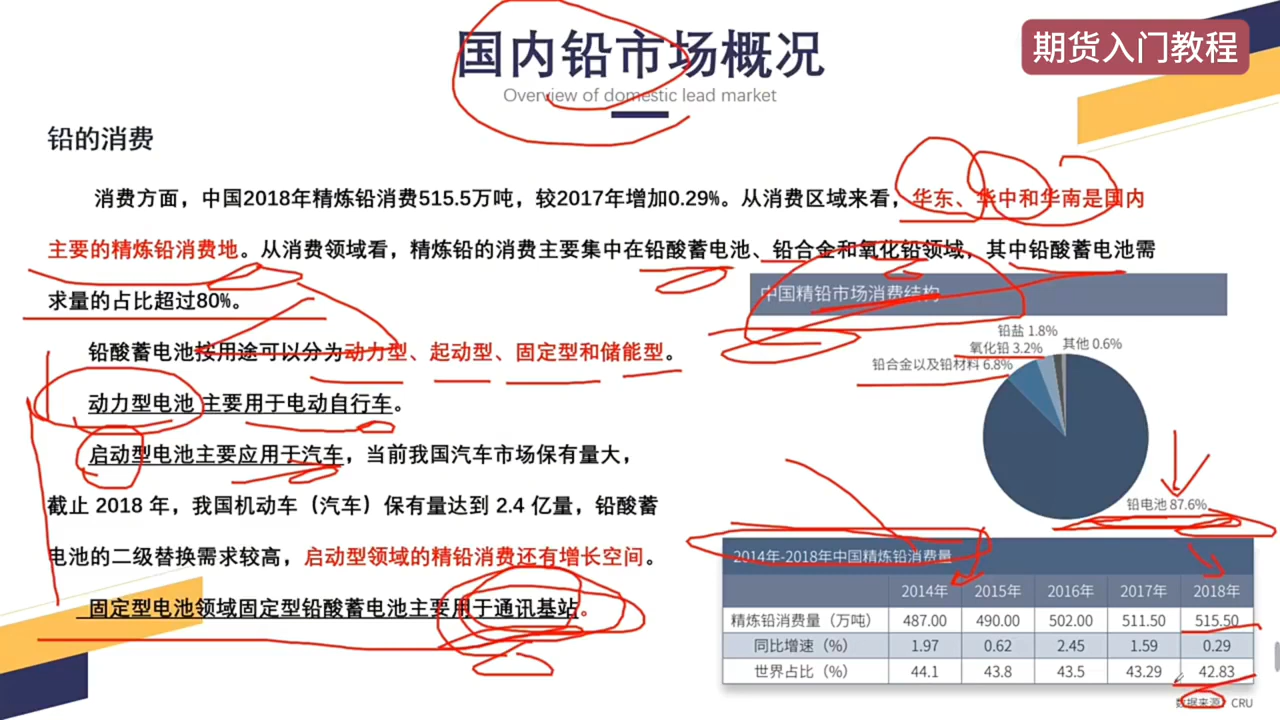 国内铅市场概况
期货入门教程
Overview of domestic lead market
铅的消费
消费方面，中国2018年精炼铅消费515.5万吨，较2017年增加0.29%。从消费区域来看，华东、华中和华南是国内
主要的精炼铅消费地。从消费领域看，精炼铅的消费主要集中在铅酸蓄电池、铅合金和氧化铅领域，其中铅酸蓄电池需
求量的占比超过80%。
铅酸蓄电池按用途可以分为动力型、起动型、固定型和储能型。
动力型电池 主要用于电动自行车。
启动型电池主要应用于汽车，当前我国汽车市场保有量大，
截止 2018 年，我国机动车（汽车）保有量达到 2.4 亿量，铅酸蓄
电池的二级替换需求较高，启动型领域的精铅消费还有增长空间。
固定型电池领域固定型铅酸蓄电池主要用于通讯基站。
中国精铅市场消费结构
铅盐 1.8%
氧化铅 3.2%
其他 0.6%
铅合金以及铅材料 6.8%
铅电池 87.6%
2014年-2018年中国精炼铅消费量
2014年 2015年 2016年 2017年 2018年
精炼铅消费量（万吨） 487.00 490.00 502.00 511.50 515.50
同比增速（%） 1.97 0.62 2.45 1.59 0.29
世界占比（%） 44.1 43.8 43.5 43.29 42.83
数据来源：CRU